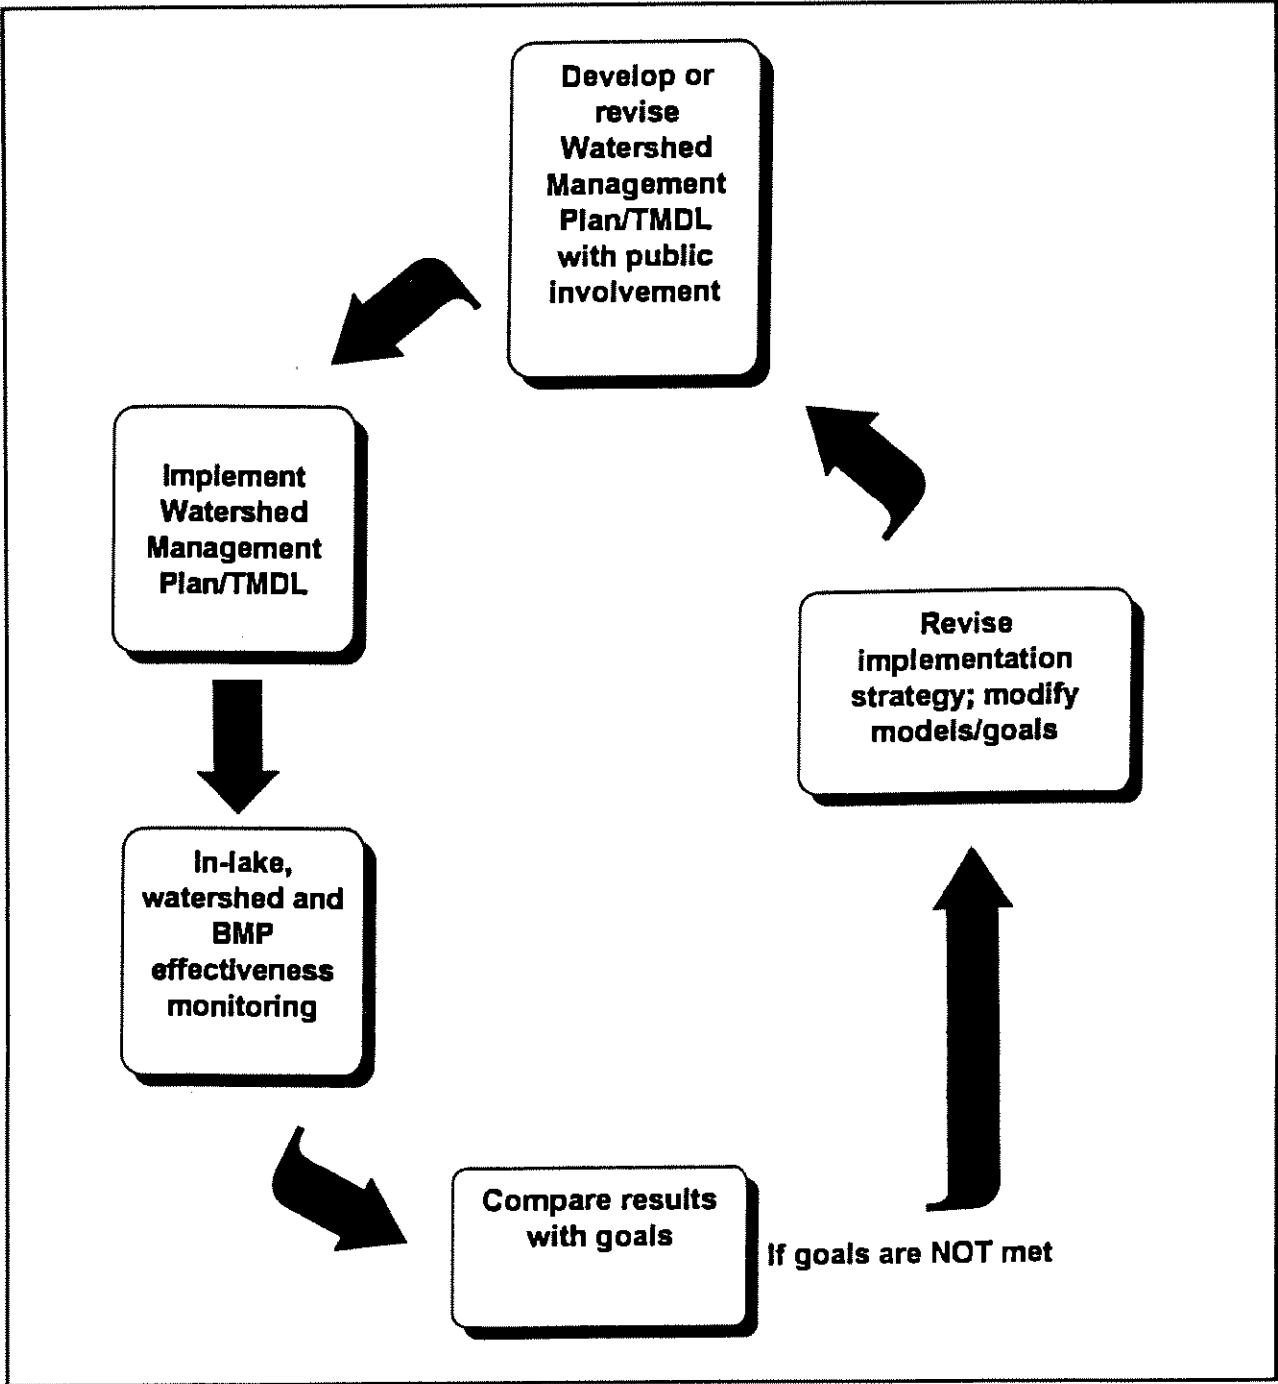 Develop or
revise
Watershed
Management
Plan/TMDL
with public
involvement
Implement
Watershed
Management
Plan/TMDL
In-lake,
watershed and
BMP
effectiveness
monitoring
Compare results
with goals
If goals are NOT met
Revise
implementation
strategy; modify
models/goals